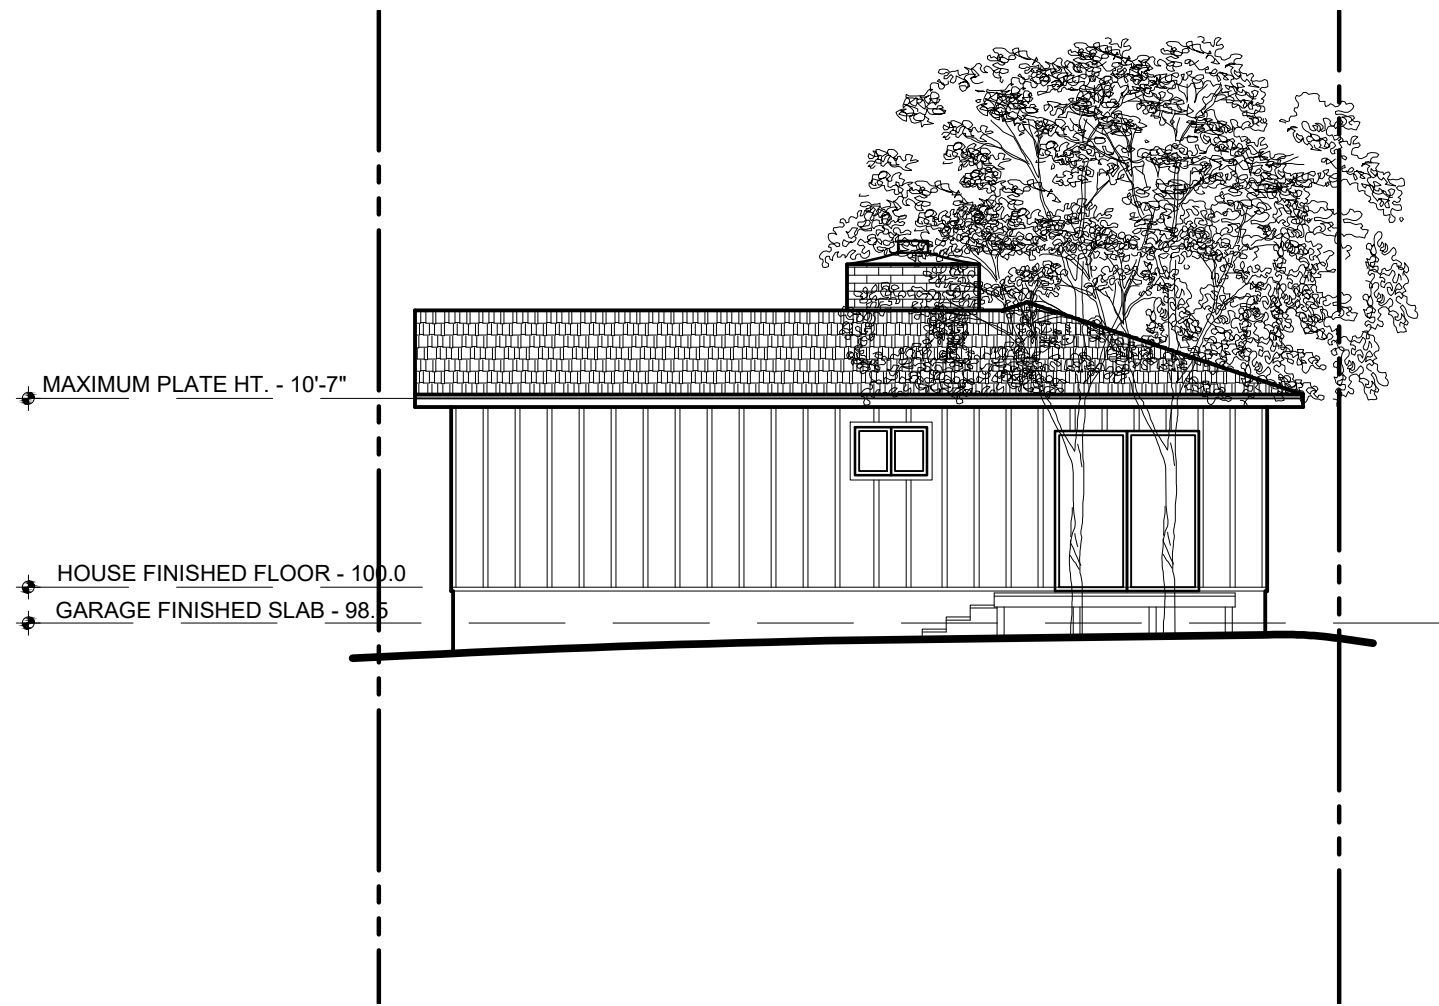 MAXIMUM PLATE HT. - 10'-7"
HOUSE FINISHED FLOOR - 100.0
GARAGE FINISHED SLAB - 98.5